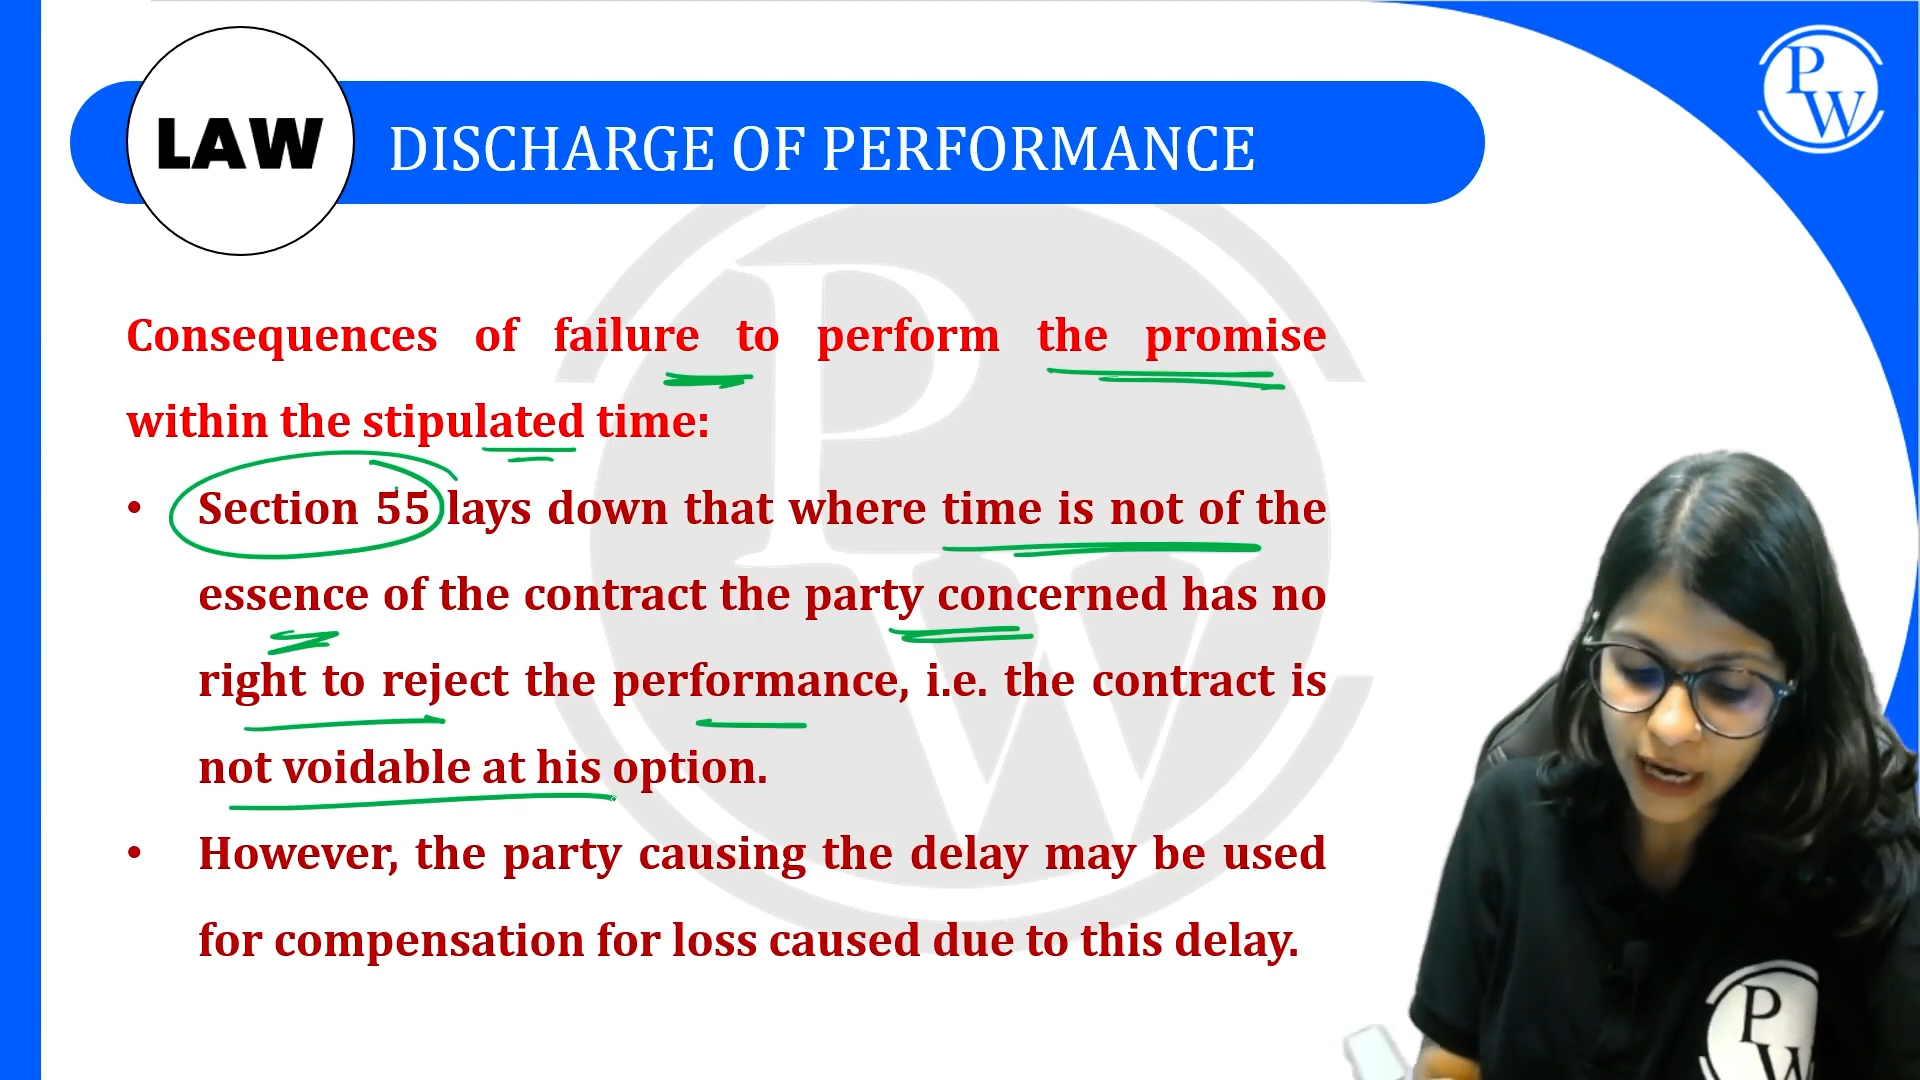 LAW
DISCHARGE OF PERFORMANCE
PW
Consequences of failure to perform the promise
within the stipulated time:
• Section 55 lays down that where time is not of the
essence of the contract the party concerned has no
right to reject the performance, i.e. the contract is
not voidable at his option.
• However, the party causing the delay may be used
for compensation for loss caused due to this delay.
PW
PW